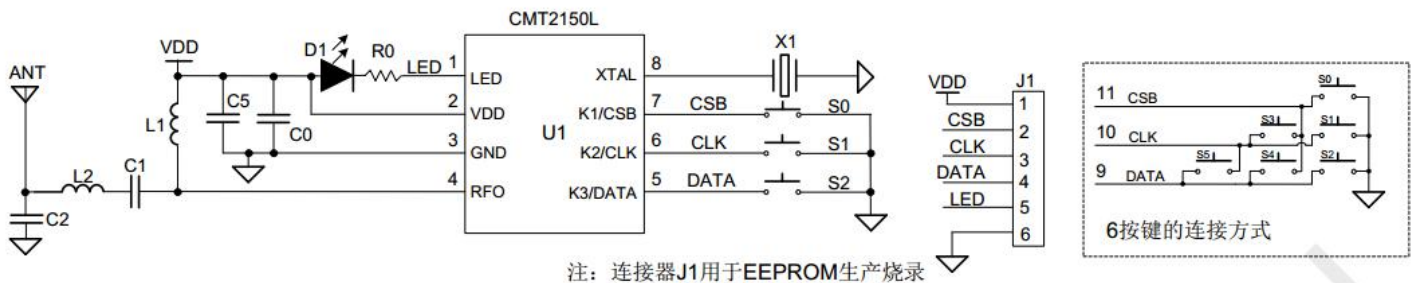 CMT2150L
ANT
VDD
D1
R0
LED
1
LED
2
VDD
3
GND
4
RFO
U1
XTAL
8
X1
K1/CSB
7
CSB
S0
K2/CLK
6
CLK
S1
K3/DATA
5
DATA
S2
L1
C5
C0
L2
C1
C2
J1
VDD
1
CSB
2
CLK
3
DATA
4
LED
5
6
S0
11 CSB
S3
S1
10 CLK
S5
S4
S2
9 DATA
6按键的连接方式
注：连接器J1用于EEPROM生产烧录